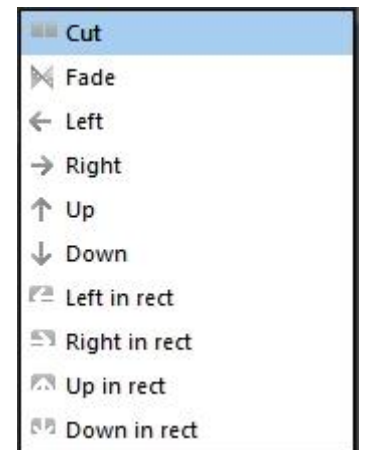 Cut
Fade
Left
Right
Up
Down
Left in rect
Right in rect
Up in rect
Down in rect